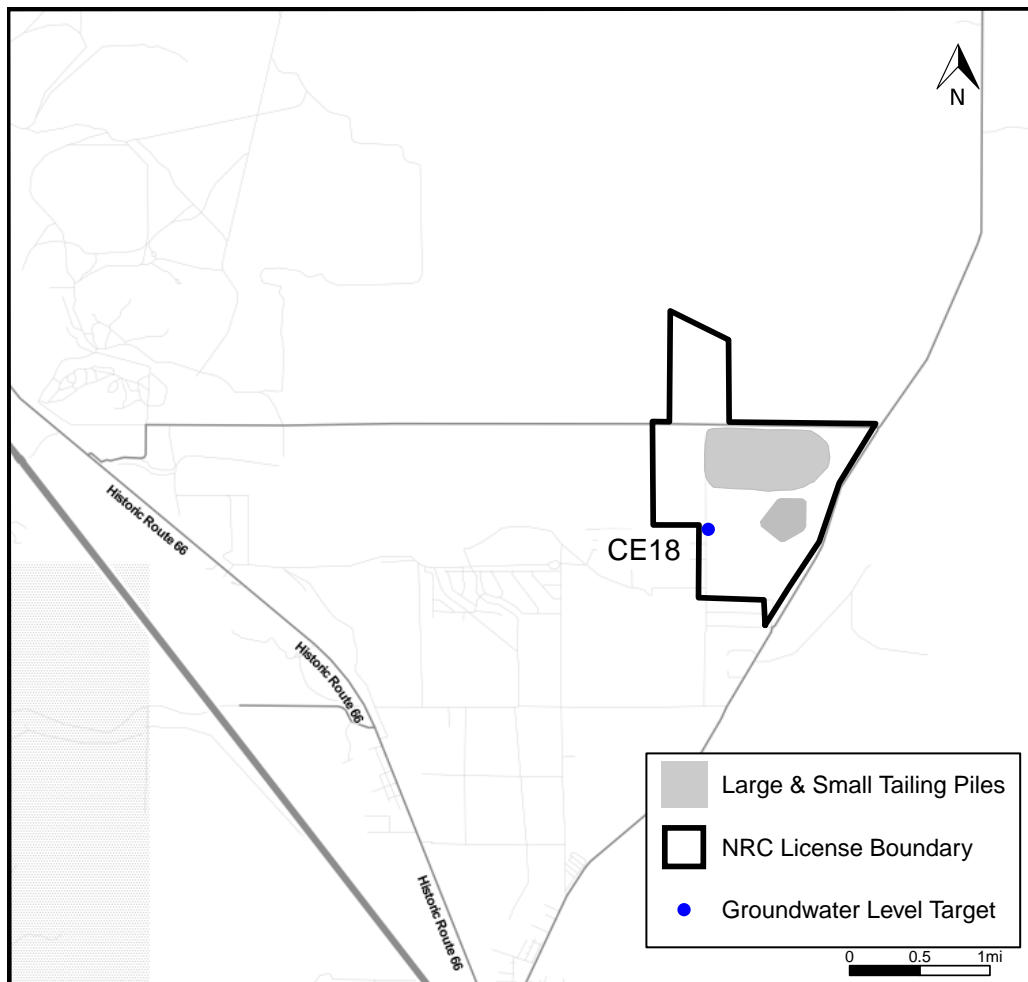 N
Historic Route 66
CE18
Historic Route 66
Large & Small Tailing Piles
NRC License Boundary
Historic Route 66
Groundwater Level Target
0 0.5 1mi